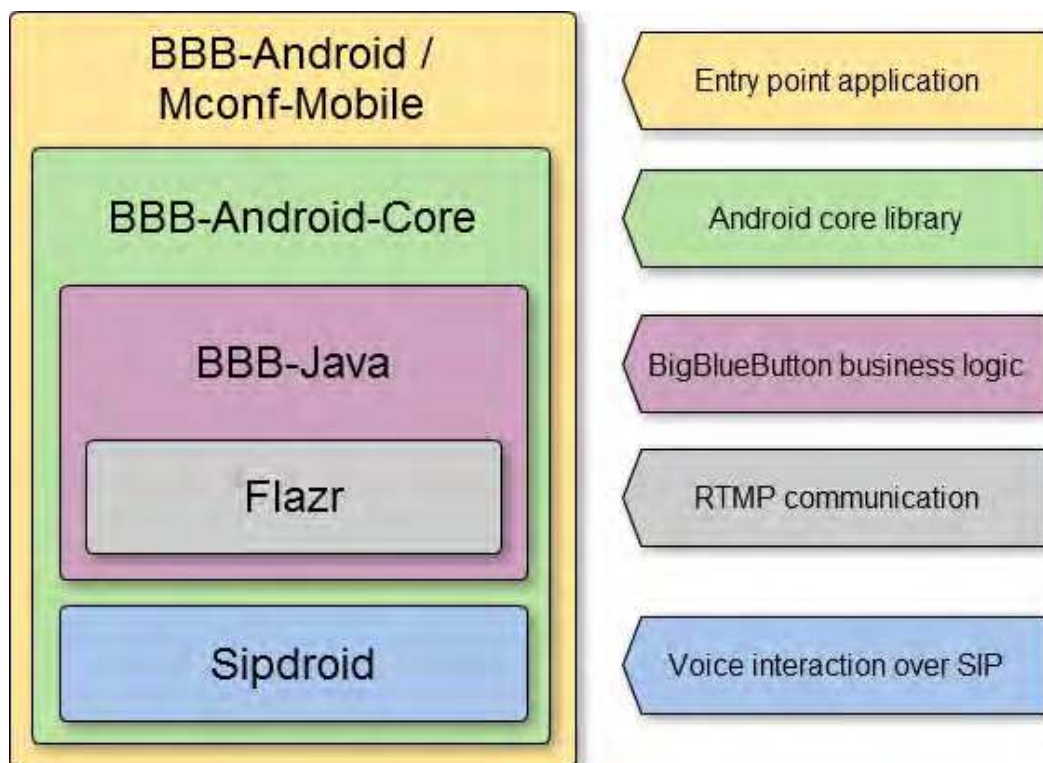 BBB-Android /
Mconf-Mobile
Entry point application
BBB-Android-Core
Android core library
BBB-Java
BigBlueButton business logic
Flazr
RTMP communication
Sipdroid
Voice interaction over SIP